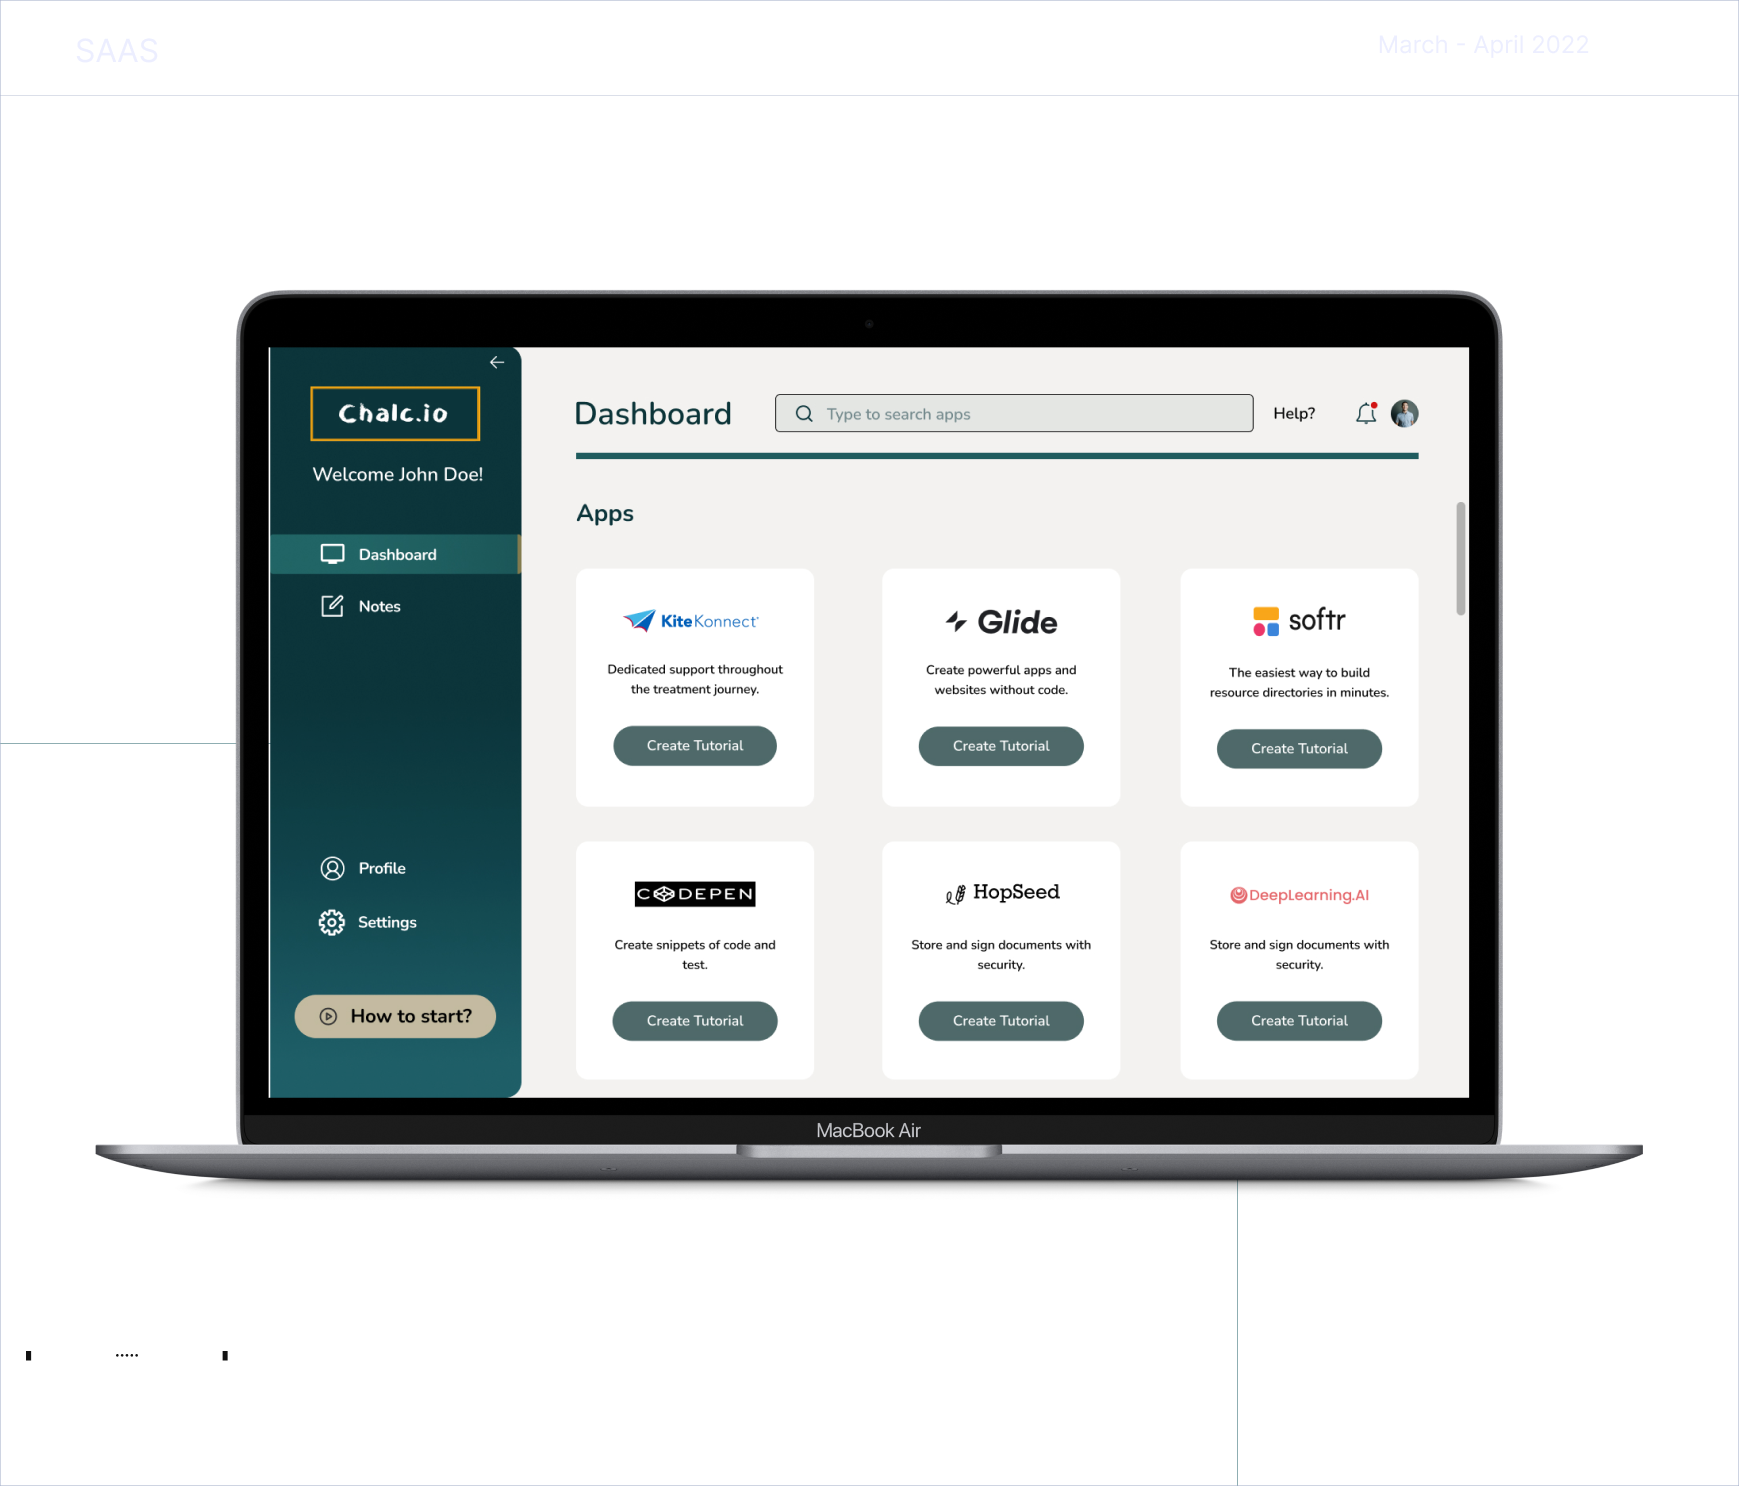 SAAS
March - April 2022
Chalc.io
Welcome John Doe!
Dashboard
Notes
Profile
Settings
How to start?
Dashboard
Type to search apps
Help?
Apps
KiteKonnect
Dedicated support throughout
the treatment journey.
Create Tutorial
Glide
Create powerful apps and
websites without code.
Create Tutorial
softr
The easiest way to build
resource directories in minutes.
Create Tutorial
CODEPEN
Create snippets of code and
test.
Create Tutorial
HopSeed
Store and sign documents with
security.
Create Tutorial
DeepLearning.AI
Store and sign documents with
security.
Create Tutorial
MacBook Air